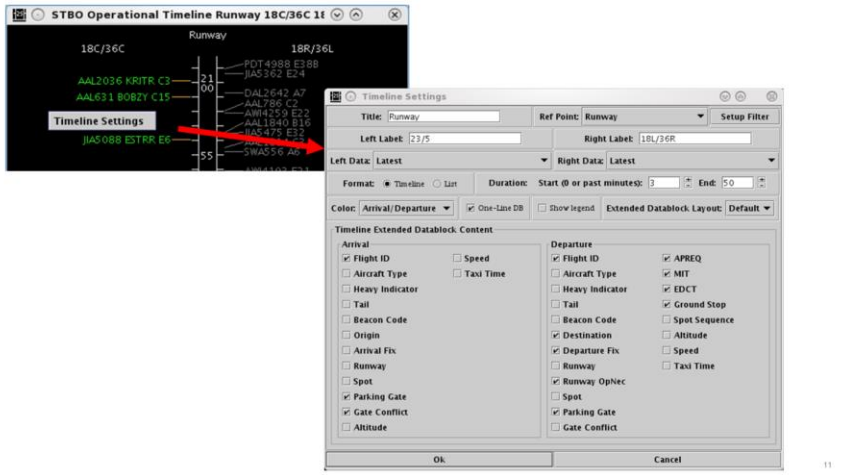 STBO Operational Timeline Runway 18C/36C 18
Runway
18C/36C 18R/36L
PDT4988 E38B
JIA5362 E24
AAL2036 KRJTR C3
21
00
DAL2642 A7
AAL631 BOBZY C15
AAL786 C2
AWI4259 E22
AAL1840 B16
Timeline Settings
JIA5475 E32
JIA5088 ESTRR E6
SWA556 A6
55
Timeline Settings
Title: Runway Ref Point: Runway Setup Filter
Left Label: 23/5 Right Label: 18L/36R
Left Data: Latest Right Data: Latest
Format: Timeline List Duration: Start (0 or past minutes): 3 End: 50
Color: Arrival/Departure One-Line DB Show legend Extended Datablock Layout: Default
Timeline Extended Datablock Content
Arrival Departure
Flight ID Speed Flight ID APREQ
Aircraft Type Taxi Time Aircraft Type MIT
Heavy Indicator Heavy Indicator EDCT
Tail Tail Ground Stop
Beacon Code Beacon Code Spot Sequence
Origin Destination Altitude
Arrival Fix Departure Fix Speed
Runway Runway Taxi Time
Spot Runway OpNec
Parking Gate Spot
Gate Conflict Parking Gate
Altitude Gate Conflict
Ok Cancel
11